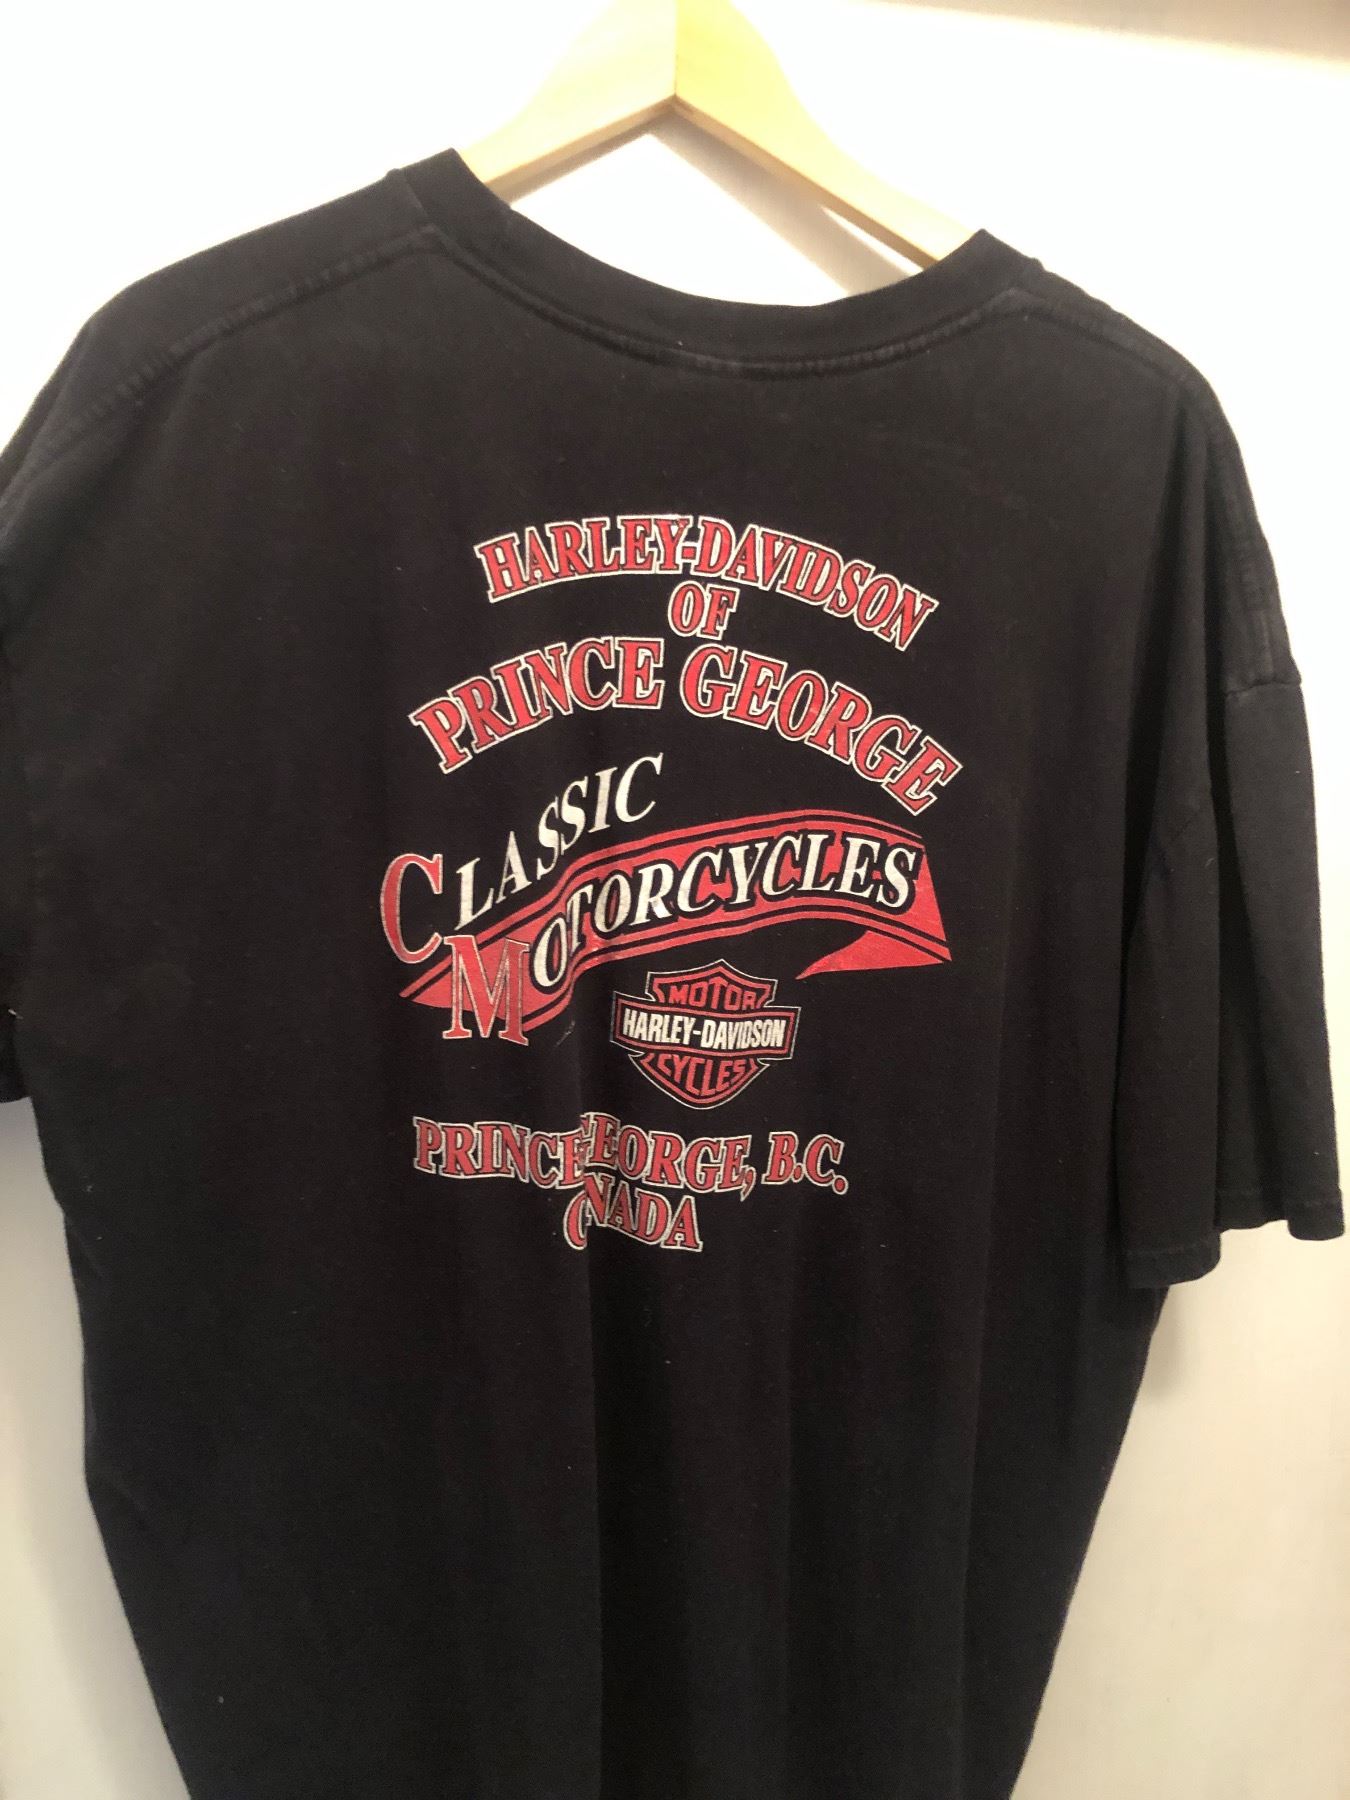 HARLEY-DAVIDSON
OF
PRINCE GEORGE
CLASSIC
MOTORCYCLES
MOTOR
HARLEY-DAVIDSON
CYCLES
PRINCE GEORGE, B.C.
CANADA